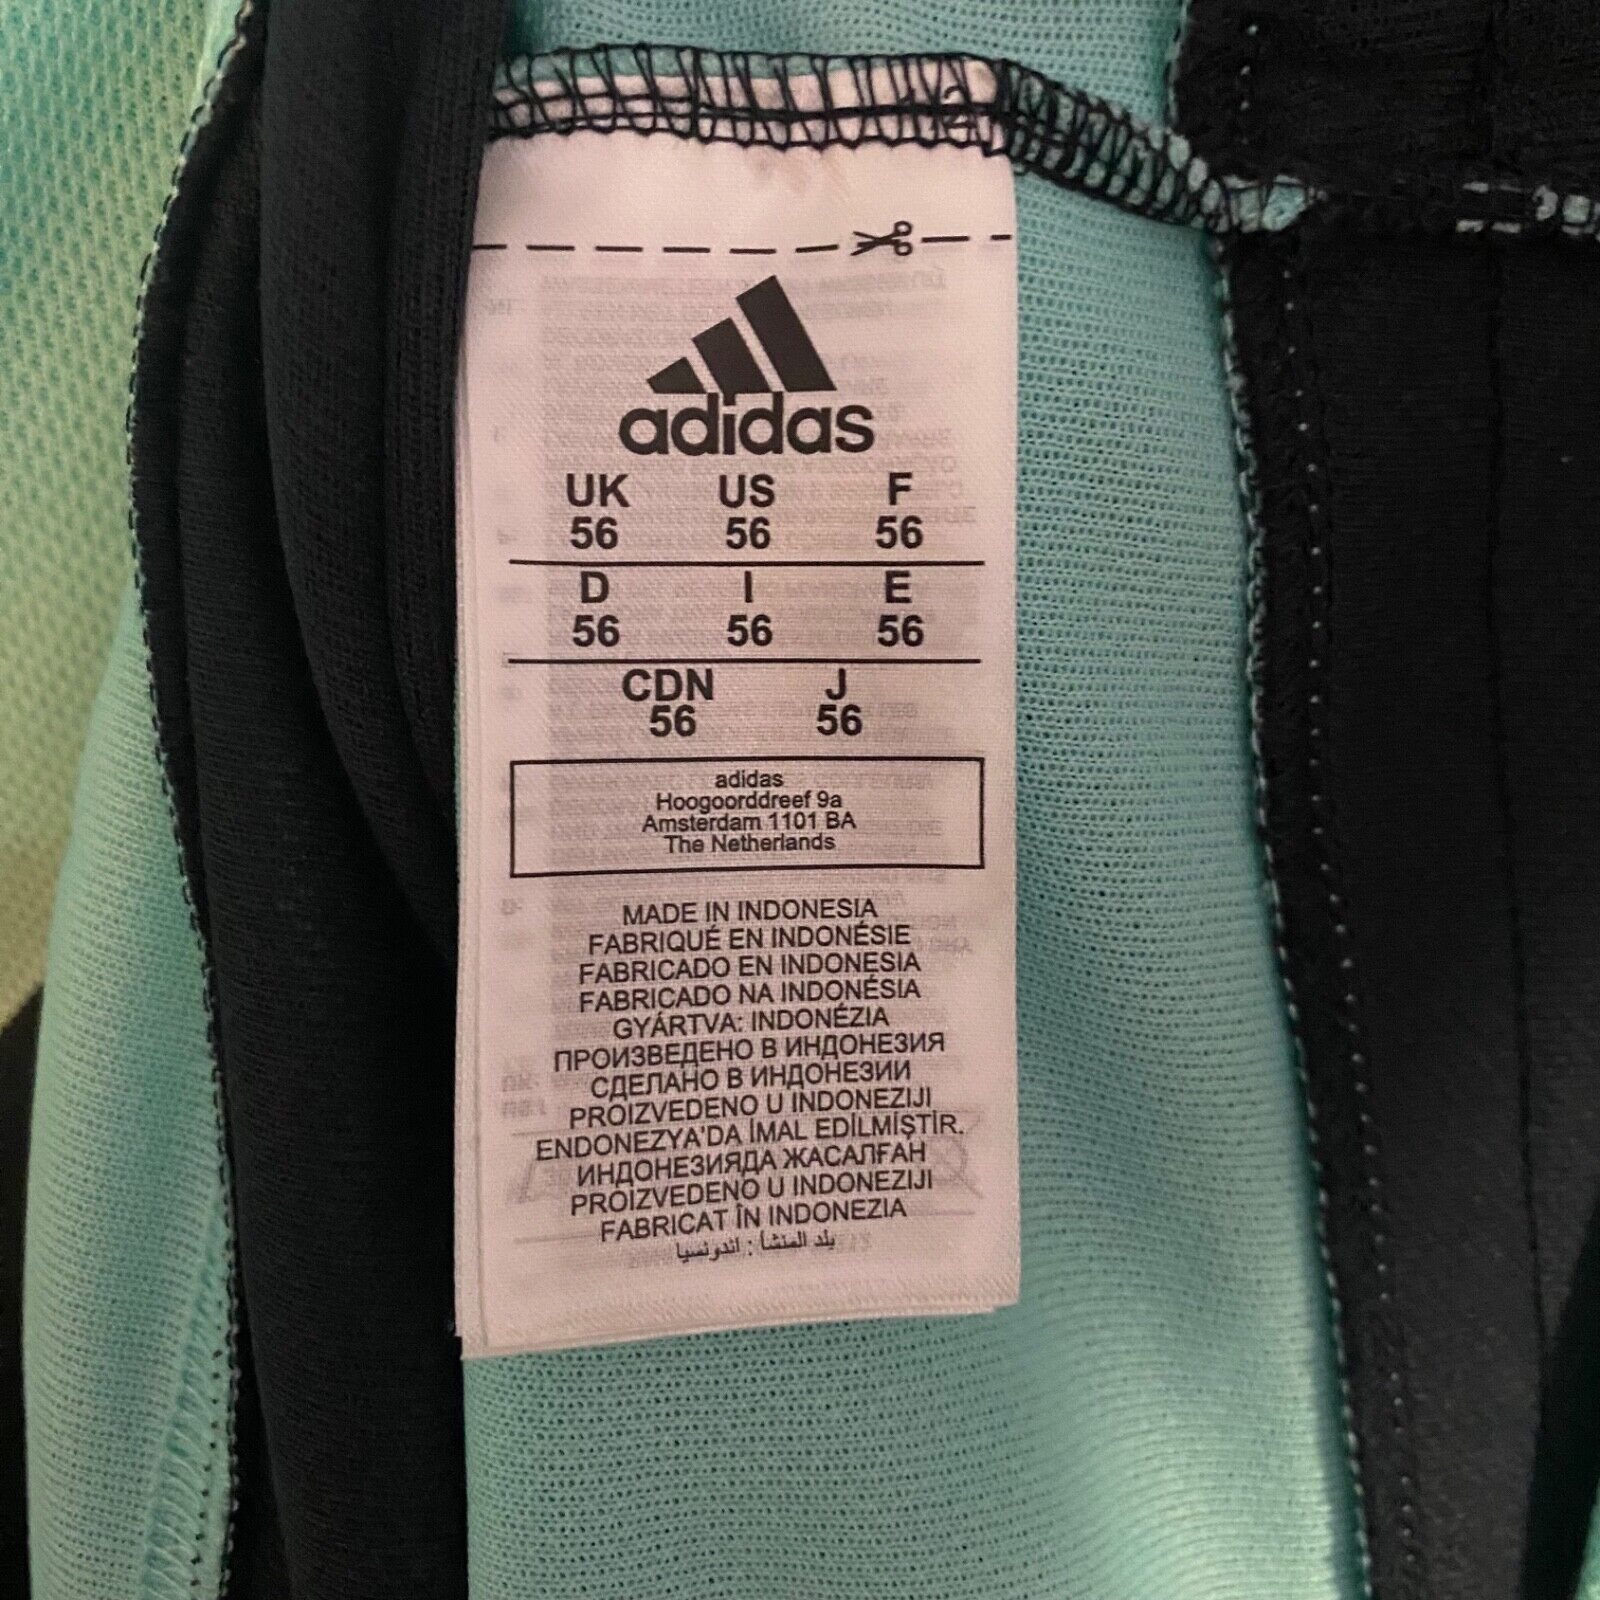 adidas
UK US F
56 56 56
D I E
56 56 56
CDN J
56 56
adidas
Hoogoorddreef 9a
Amsterdam 1101 BA
The Netherlands
MADE IN INDONESIA
FABRIQUÉ EN INDONÉSIE
FABRICADO EN INDONESIA
FABRICADO NA INDONÉSIA
GYÁRTVA: INDONÉZIA
ПРОИЗВЕДЕНО В ИНДОНЕЗИЯ
СДЕЛАНО В ИНДОНЕЗИИ
PROIZVEDENO U INDONEZIJI
ENDONEZYA'DA İMAL EDİLMİŞTİR.
ИНДОНЕЗИЯДА ЖАСАЛҒАН
PROIZVEDENO U INDONEZIJI
FABRICAT ÎN INDONEZIA
بلد المنشأ : اندونسيا